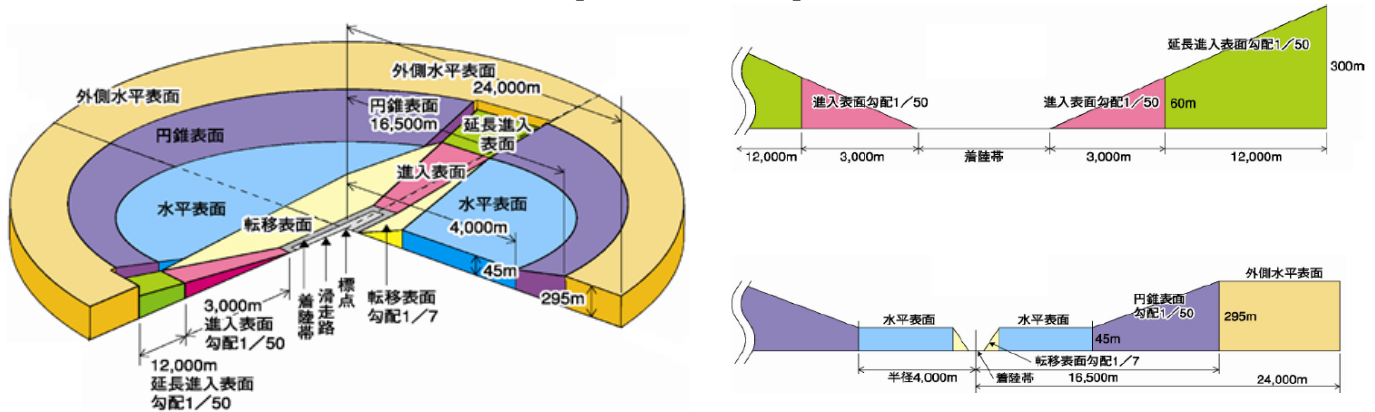 外側水平表面
24,000m
外側水平表面
円錐表面
16,500m
円錐表面
延長進入
表面
進入表面
水平表面
水平表面
転移表面
4,000m
45m
295m
3,000m
進入表面
勾配1/50
着陸帯
滑走路
標点
転移表面
勾配1/7
12,000m
延長進入表面
勾配1/50
延長進入表面勾配1/50
300m
進入表面勾配1/50
進入表面勾配1/50
60m
12,000m
3,000m
着陸帯
3,000m
12,000m
外側水平表面
円錐表面
勾配1/50
水平表面
水平表面
295m
45m
転移表面勾配1/7
半径4,000m
着陸帯
16,500m
24,000m